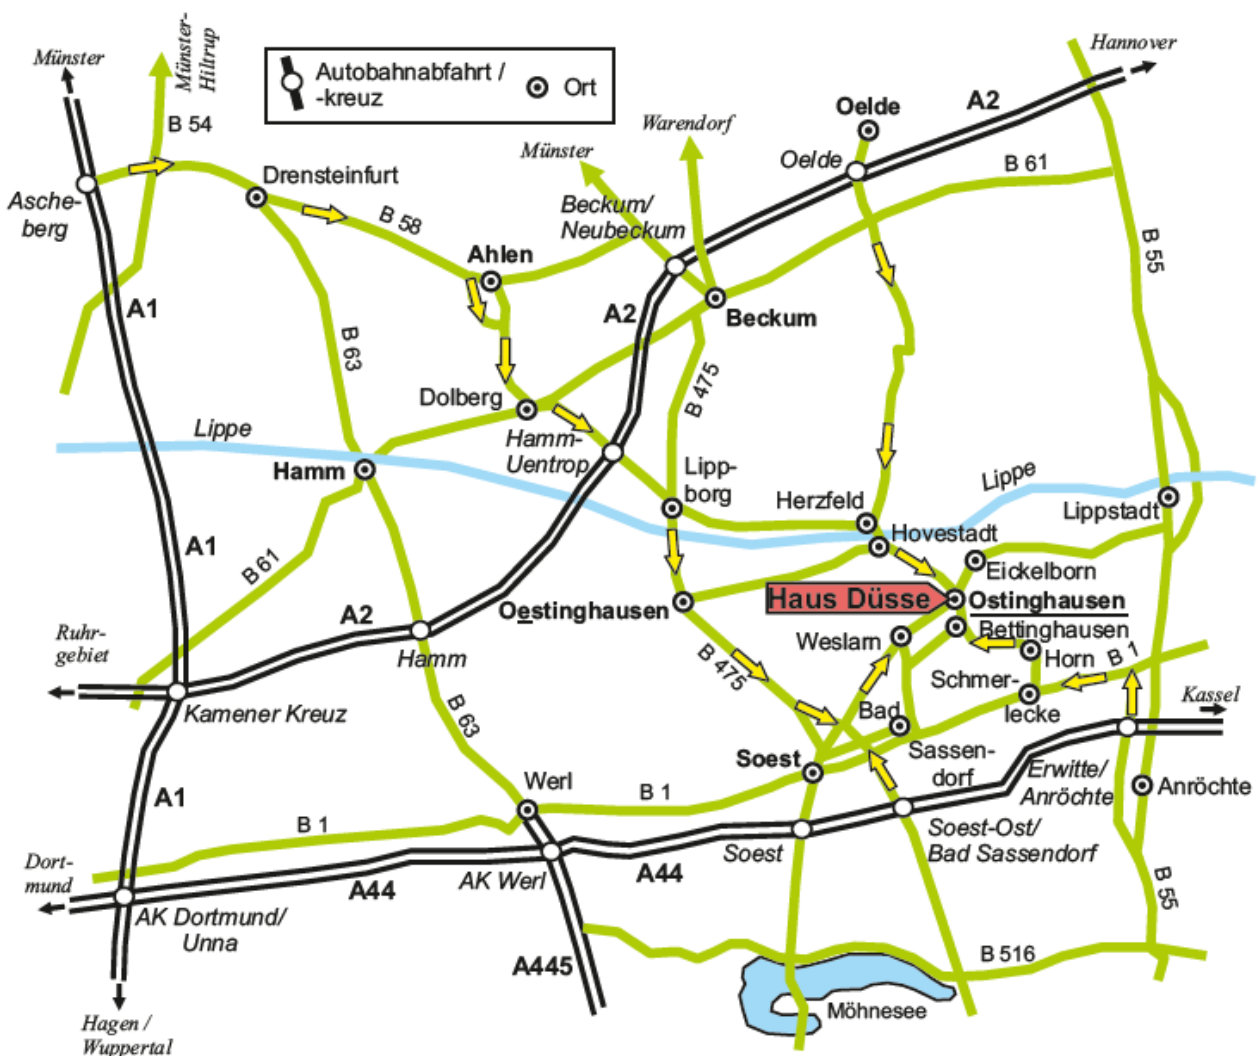 Münster
Münster-
Hiltrup
Autobahnabfahrt /
-kreuz
Ort
Hannover
A2
Oelde
Warendorf
Oelde
B 54
Münster
B 61
Drensteinfurt
Asche-
berg
Beckum/
Neubeckum
B 58
B 55
Ahlen
A1
A2
Beckum
B 63
B 475
Dolberg
Lippe
Hamm-
Uentrop
Hamm
Lipp-
borg
Lippe
Herzfeld
Lippstadt
Hovestadt
A1
B 61
Eickelborn
Haus Düsse
Ostinghausen
Oestinghausen
A2
Bettinghausen
Weslarn
Ruhr-
gebiet
Hamm
Horn
B 1
B 475
Schmer-
lecke
Kassel
Kamener Kreuz
B 63
Bad
Sassen-
dorf
Soest
Erwitte/
Anröchte
Werl
Anröchte
A1
B 1
B 1
Soest-Ost/
Bad Sassendorf
Soest
Dort-
mund
A44
AK Werl
A44
B 55
AK Dortmund/
Unna
A445
B 516
Möhnesee
Hagen /
Wuppertal